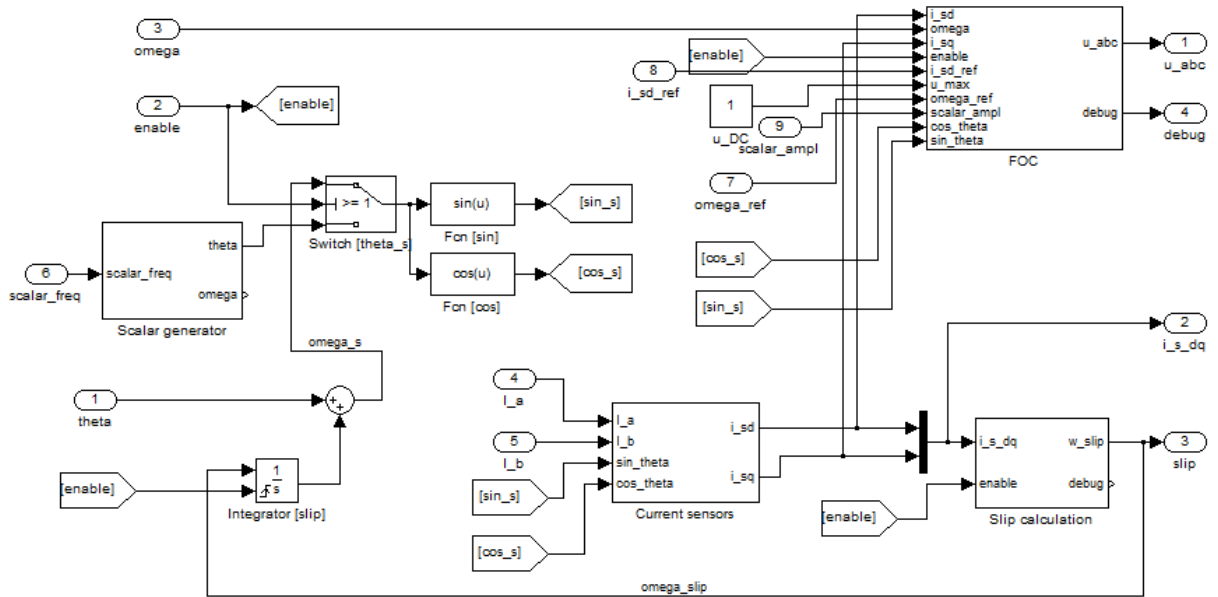 3
omega
2
enable
[enable]
6
scalar_freq
scalar_freq
theta
omega
Scalar generator
>= 1
Switch [theta_s]
sin(u)
Fcn [sin]
[sin_s]
cos(u)
Fcn [cos]
[cos_s]
omega_s
1
theta
+
+
[enable]
1
s
Integrator [slip]
8
i_sd_ref
[enable]
1
u_DC
9
scalar_ampl
7
omega_ref
[cos_s]
[sin_s]
i_sd
omega
i_sq
enable
i_sd_ref
u_max
omega_ref
scalar_ampl
cos_theta
sin_theta
u_abc
debug
FOC
1
u_abc
4
debug
2
i_s_dq
4
I_a
5
I_b
[sin_s]
[cos_s]
I_a
I_b
sin_theta
cos_theta
i_sd
i_sq
Current sensors
[enable]
i_s_dq
enable
w_slip
debug
Slip calculation
3
slip
omega_slip